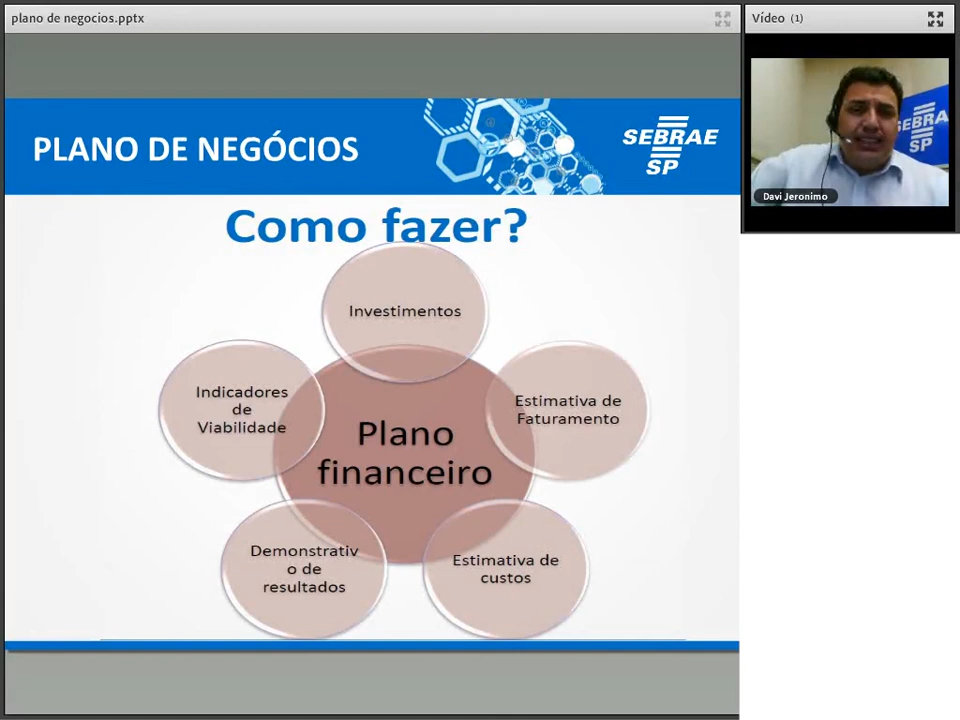 plano de negocios.pptx
Vídeo (1)
PLANO DE NEGÓCIOS
SEBRAE
SP
SEBRAE
SP
Davi Jeronimo
Como fazer?
Investimentos
Indicadores
de
Viabilidade
Estimativa de
Faturamento
Plano
financeiro
Demonstrativ
o de
resultados
Estimativa de
custos